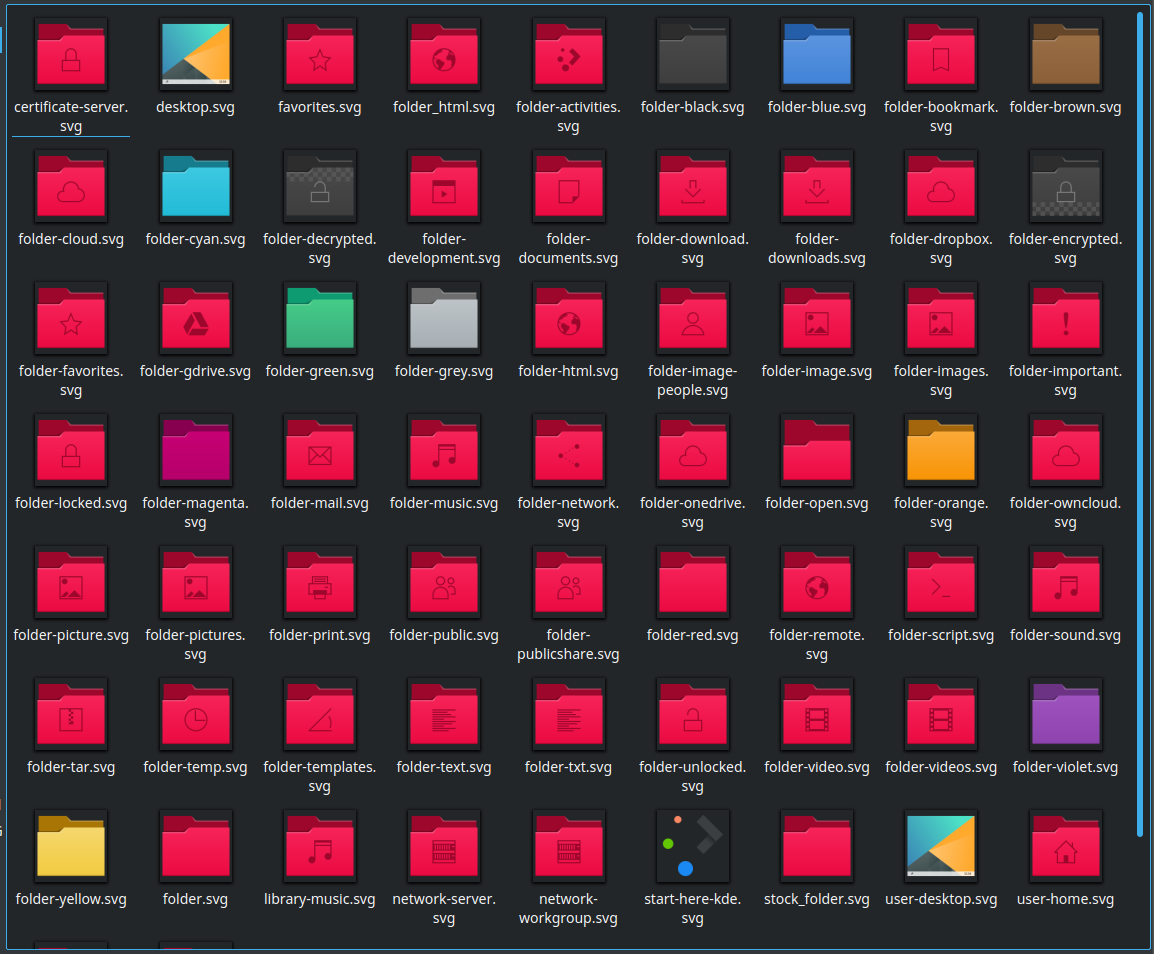 certificate-server.
svg
desktop.svg
favorites.svg
folder_html.svg
folder-activities.
svg
folder-black.svg
folder-blue.svg
folder-bookmark.
svg
folder-brown.svg
folder-cloud.svg
folder-cyan.svg
folder-decrypted.
svg
folder-
development.svg
folder-
documents.svg
folder-download.
svg
folder-
downloads.svg
folder-dropbox.
svg
folder-encrypted.
svg
folder-favorites.
svg
folder-gdrive.svg
folder-green.svg
folder-grey.svg
folder-html.svg
folder-image-
people.svg
folder-image.svg
folder-images.
svg
folder-important.
svg
folder-locked.svg
folder-magenta.
svg
folder-mail.svg
folder-music.svg
folder-network.
svg
folder-onedrive.
svg
folder-open.svg
folder-orange.
svg
folder-owncloud.
svg
folder-picture.svg
folder-pictures.
svg
folder-print.svg
folder-public.svg
folder-
publicshare.svg
folder-red.svg
folder-remote.
svg
folder-script.svg
folder-sound.svg
folder-tar.svg
folder-temp.svg
folder-templates.
svg
folder-text.svg
folder-txt.svg
folder-unlocked.
svg
folder-video.svg
folder-videos.svg
folder-violet.svg
folder-yellow.svg
folder.svg
library-music.svg
network-server.
svg
network-
workgroup.svg
start-here-kde.
svg
stock_folder.svg
user-desktop.svg
user-home.svg